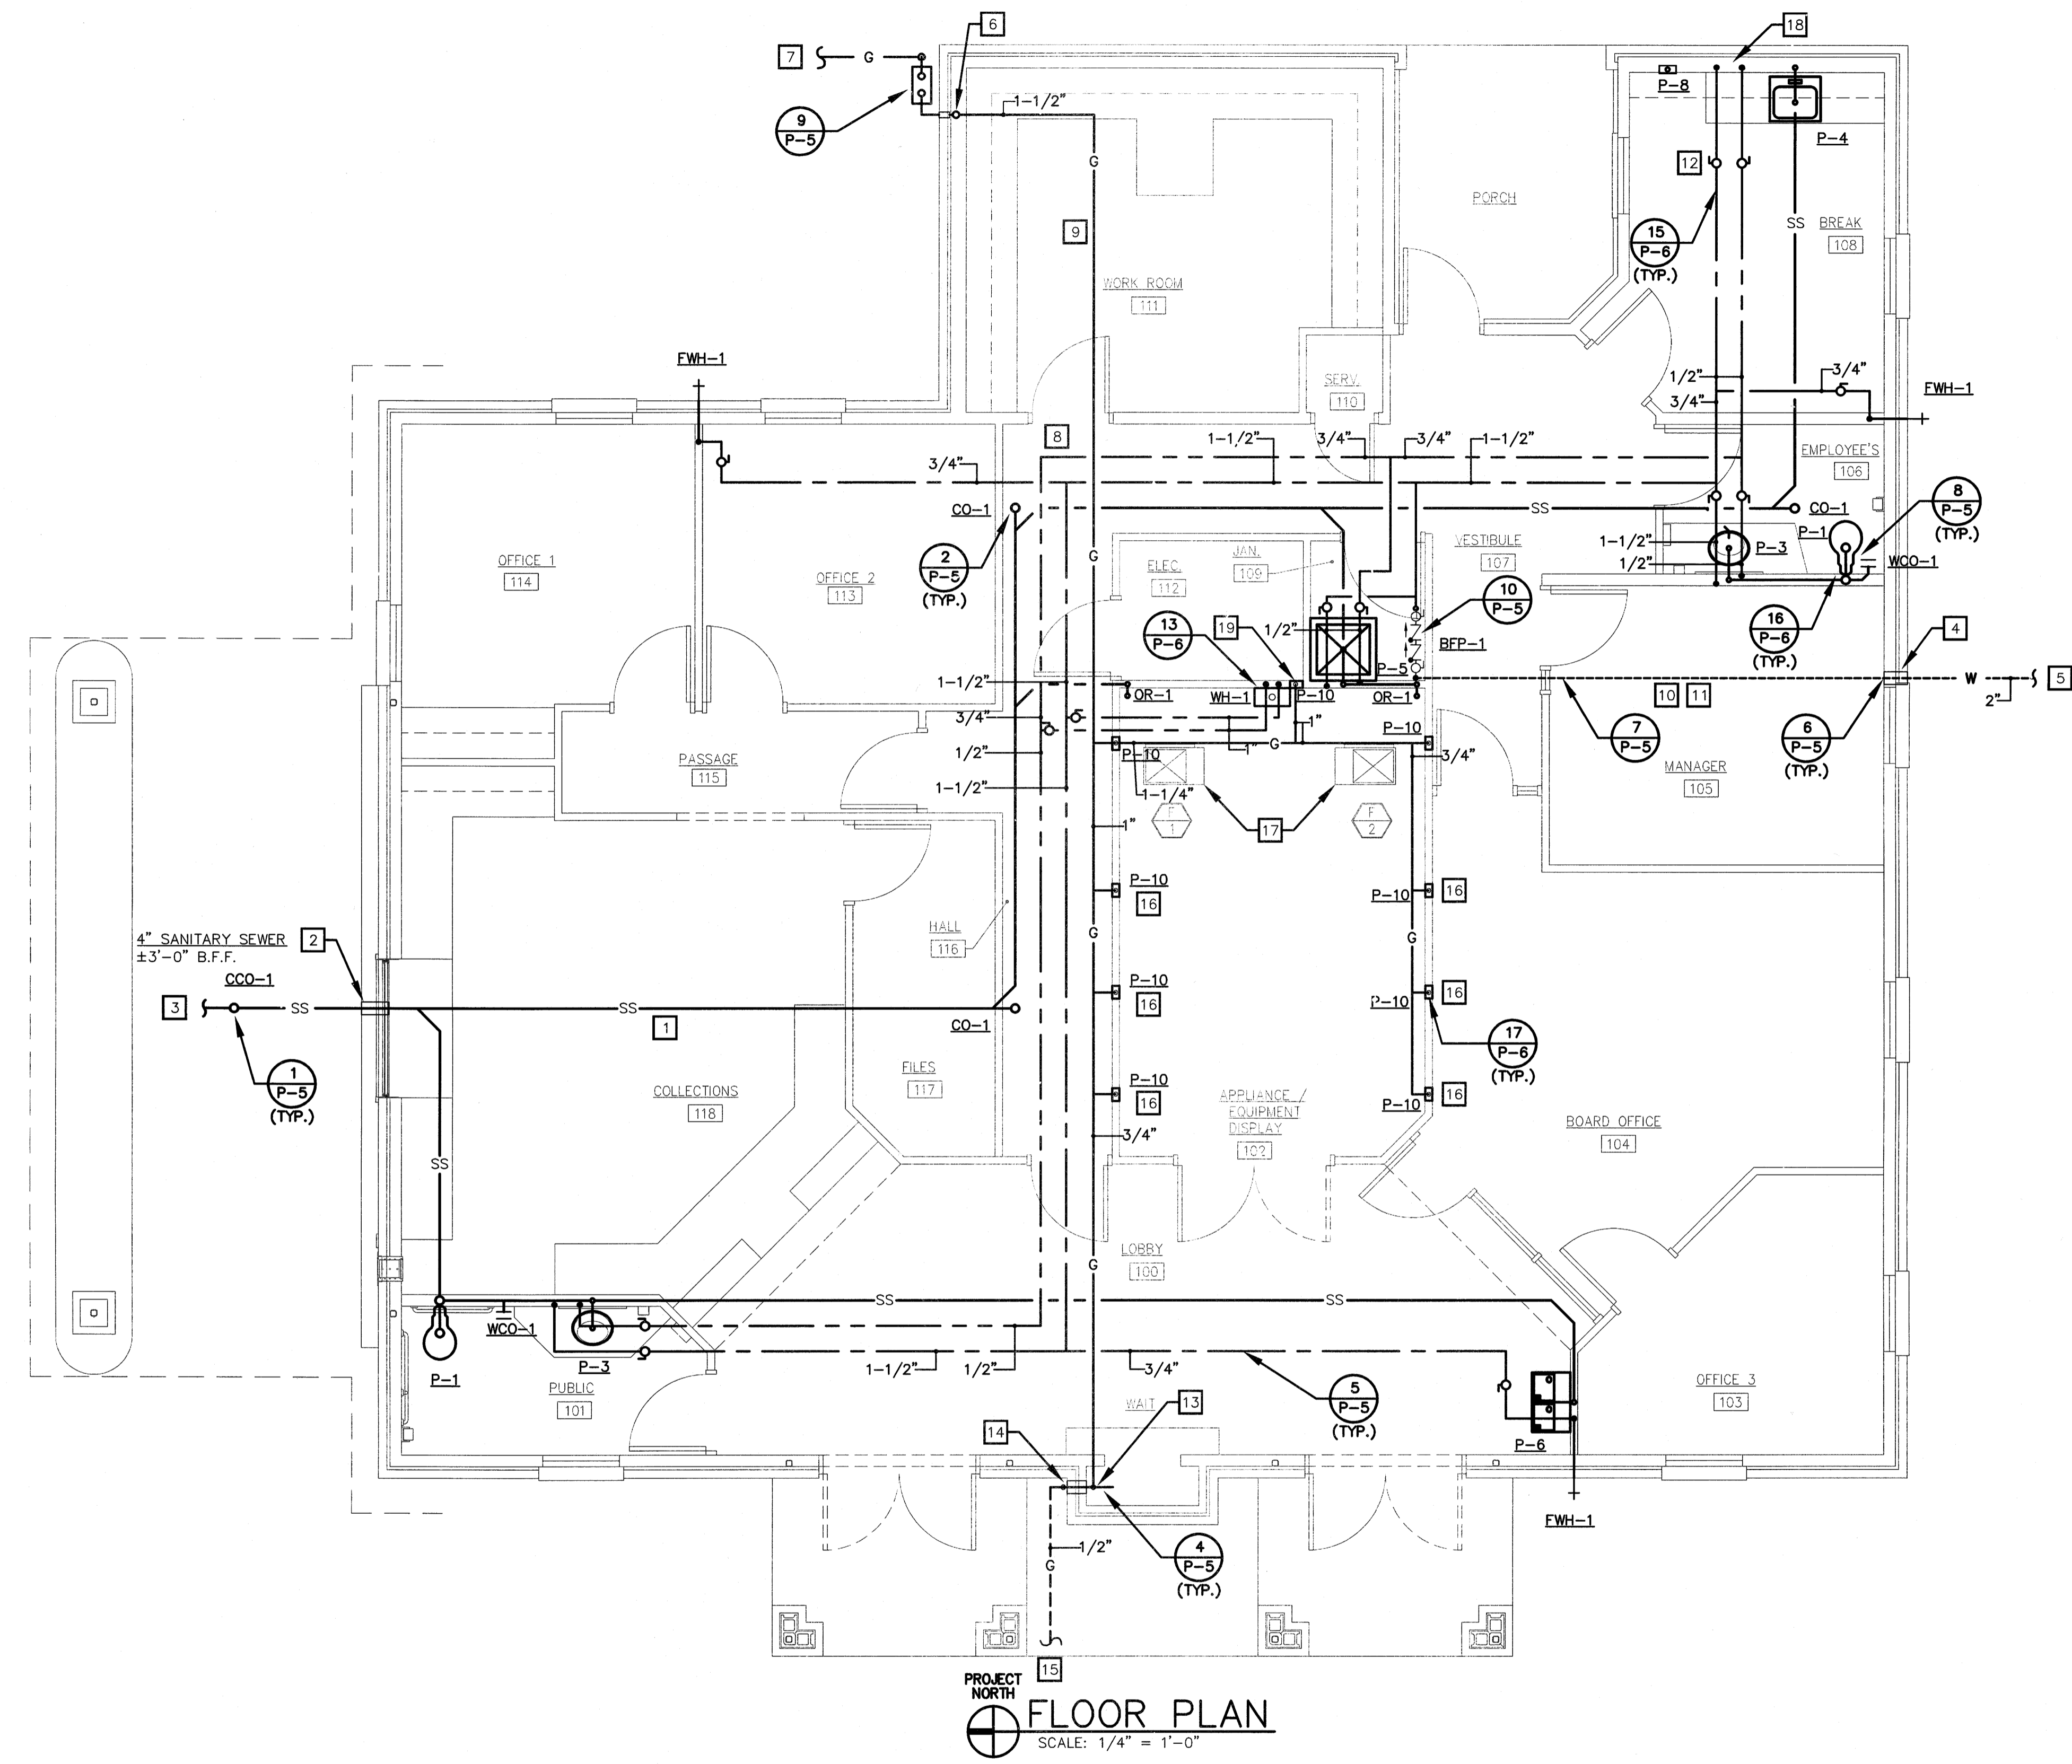 6
18
7
G
1-1/2"
P-8
9
P-5
P-4
12
G
PORCH
SS
BREAK
108
15
P-6
(TYP.)
9
WORK ROOM
111
FWH-1
SERV.
110
1/2"
3/4"
3/4"
FWH-1
8
1-1/2"
3/4"
3/4"
1-1/2"
EMPLOYEE'S
106
3/4"
8
P-5
(TYP.)
CO-1
SS
CO-1
P-1
2
P-5
(TYP.)
G
JAN.
109
VESTIBULE
107
1-1/2"
P-3
WCO-1
OFFICE 1
114
OFFICE 2
113
ELEC.
112
1/2"
10
P-5
13
P-6
19
1/2"
BFP-1
16
P-6
(TYP.)
4
P-5
1-1/2"
OR-1
WH-1
P-10
OR-1
W
5
2"
10
11
3/4"
1"
P-10
7
P-5
6
P-5
(TYP.)
1/2"
G
1"
P-10
3/4"
PASSAGE
115
MANAGER
105
1-1/2"
1-1/4"
1"
F
1
17
F
2
P-10
16
P-10
16
4" SANITARY SEWER
±3'-0" B.F.F.
2
HALL
116
G
G
CCO-1
P-10
16
P-10
16
3
SS
SS
1
CO-1
17
P-6
(TYP.)
1
P-5
(TYP.)
COLLECTIONS
118
FILES
117
P-10
16
P-10
16
APPLIANCE /
EQUIPMENT
DISPLAY
102
BOARD OFFICE
104
3/4"
SS
LOBBY
100
G
SS
SS
WCO-1
P-3
P-1
PUBLIC
101
1-1/2"
1/2"
3/4"
5
P-5
(TYP.)
OFFICE 3
103
WAIT
13
14
P-6
FWH-1
1/2"
G
4
P-5
(TYP.)
15
PROJECT
NORTH
FLOOR PLAN
SCALE: 1/4" = 1'-0"